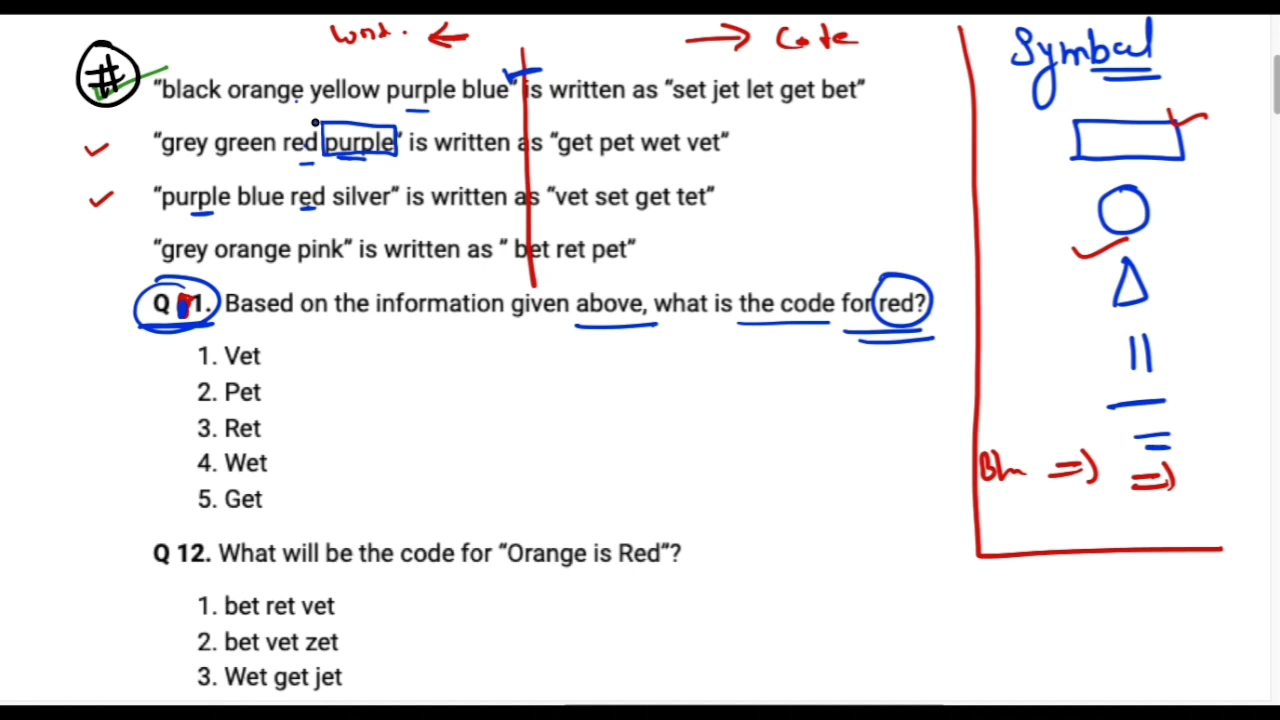 word. ← → Code
Symbal
# "black orange yellow purple blue" is written as "set jet let get bet"
"grey green red purple" is written as "get pet wet vet"
"purple blue red silver" is written as "vet set get tet"
"grey orange pink" is written as " bet ret pet"
Q 11. Based on the information given above, what is the code for red?
1. Vet
2. Pet
3. Ret
4. Wet
5. Get
Q 12. What will be the code for "Orange is Red"?
1. bet ret vet
2. bet vet zet
3. Wet get jet